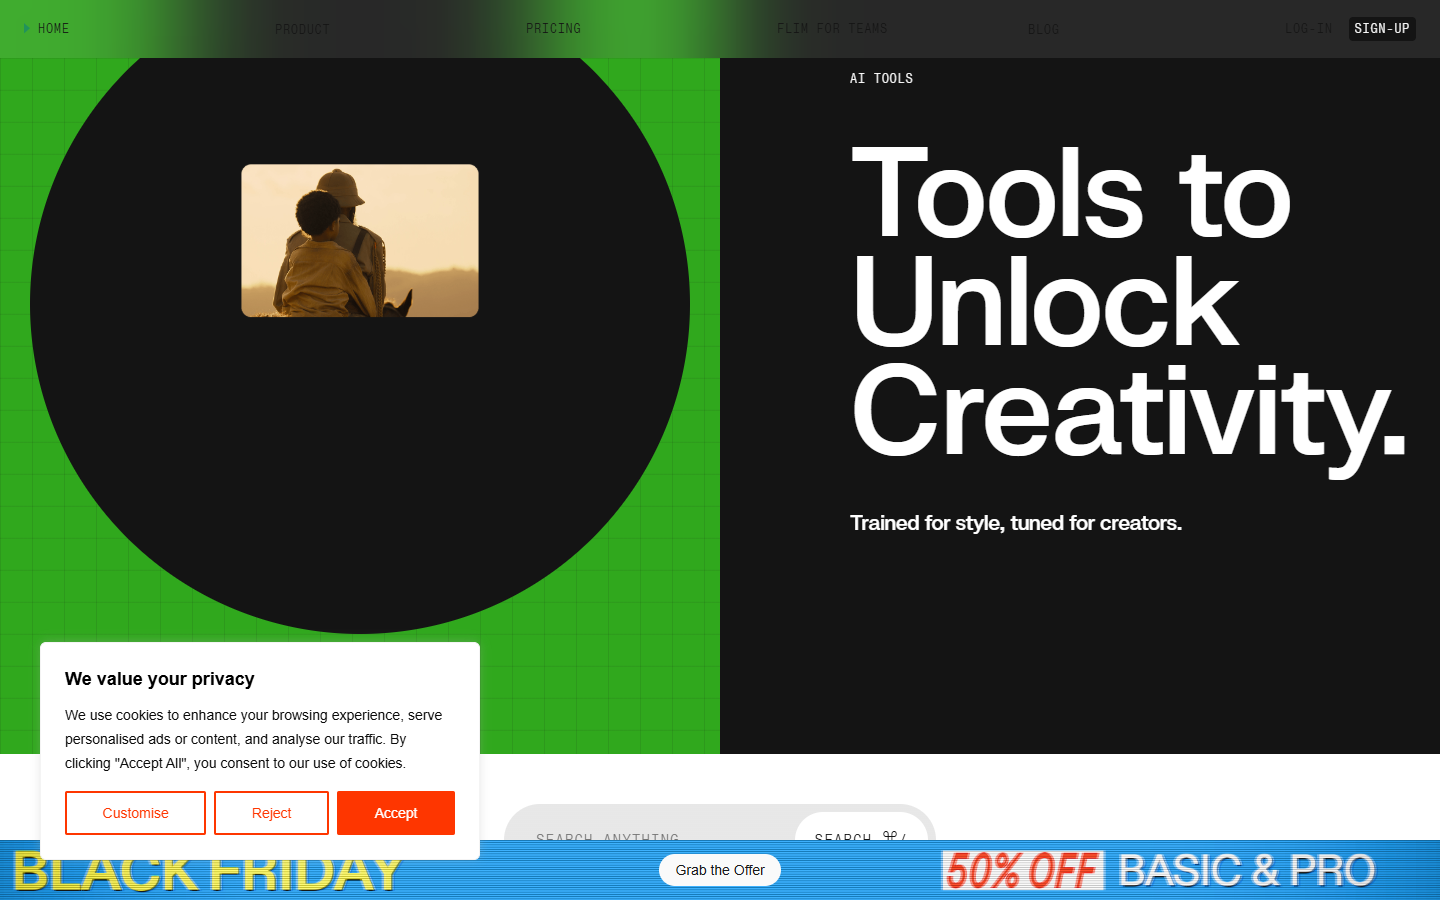 HOME
PRODUCT
PRICING
FLIM FOR TEAMS
BLOG
LOG-IN
SIGN-UP
AI TOOLS
Tools to
Unlock
Creativity.
Trained for style, tuned for creators.
We value your privacy
We use cookies to enhance your browsing experience, serve
personalised ads or content, and analyse our traffic. By
clicking "Accept All", you consent to our use of cookies.
Customise
Reject
Accept
SEARCH ANYTHING
SEARCH ⌘/
BLACK FRIDAY
Grab the Offer
50% OFF BASIC & PRO